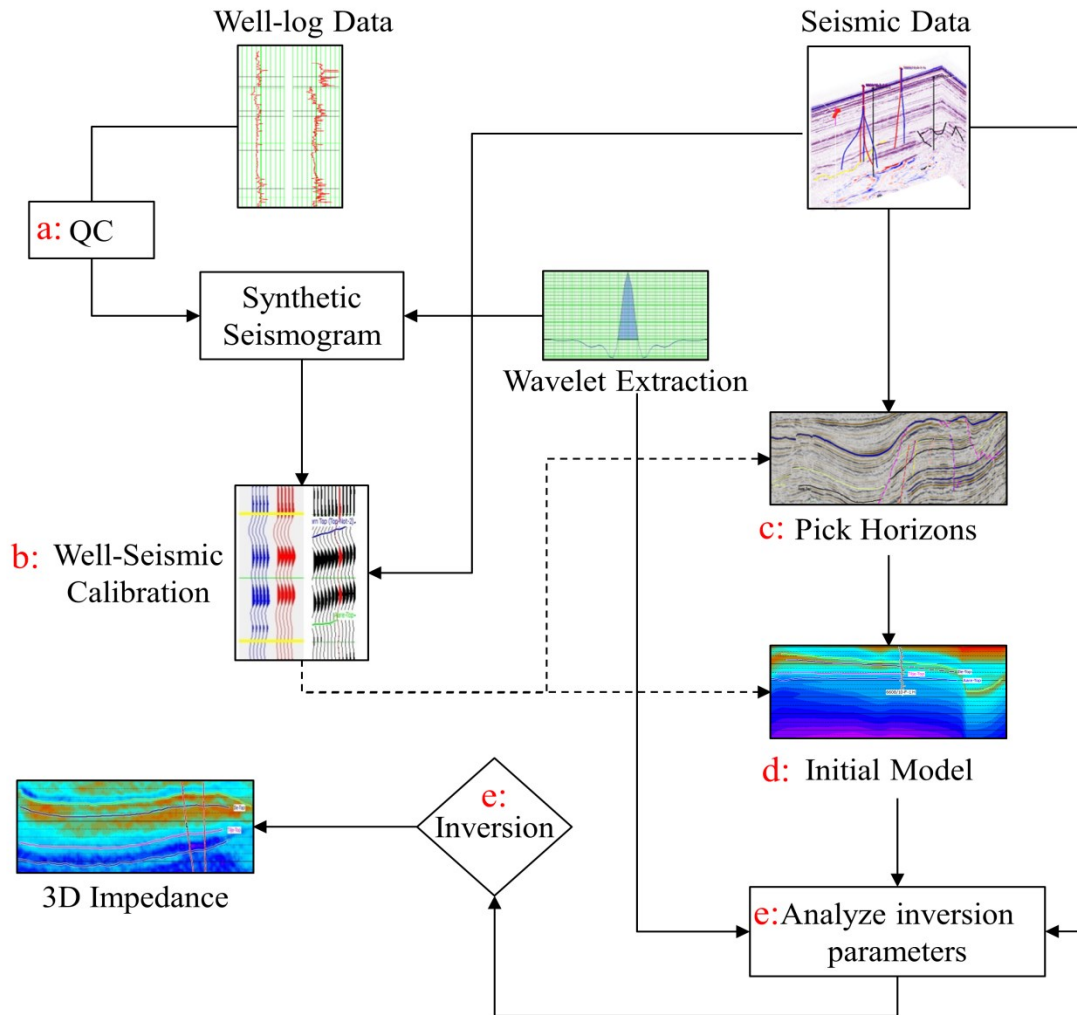 Well-log Data
Seismic Data
a: QC
Synthetic
Seismogram
Wavelet Extraction
b: Well-Seismic
Calibration
c: Pick Horizons
d: Initial Model
e:
Inversion
3D Impedance
e:Analyze inversion
parameters